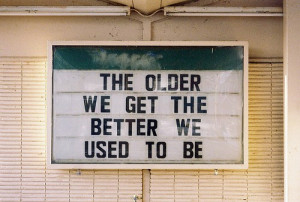 THE OLDER
WE GET THE
BETTER WE
USED TO BE